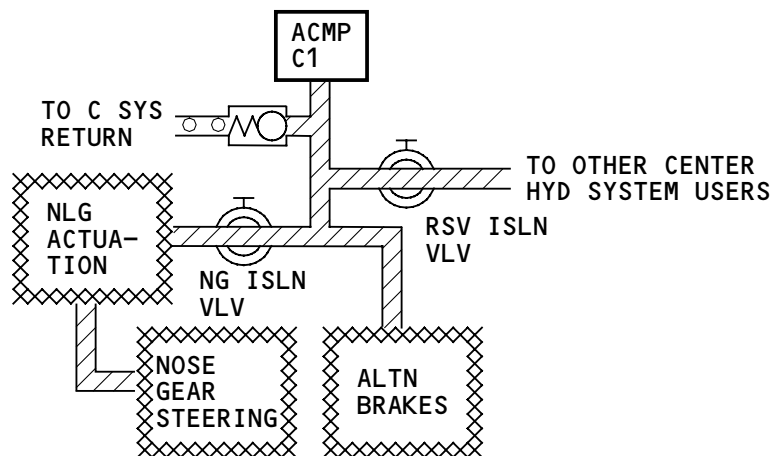 ACMP
C1
TO C SYS
RETURN
TO OTHER CENTER
HYD SYSTEM USERS
NLG
ACTUA–
TION
RSV ISLN
VLV
NG ISLN
VLV
NOSE
GEAR
STEERING
ALTN
BRAKES